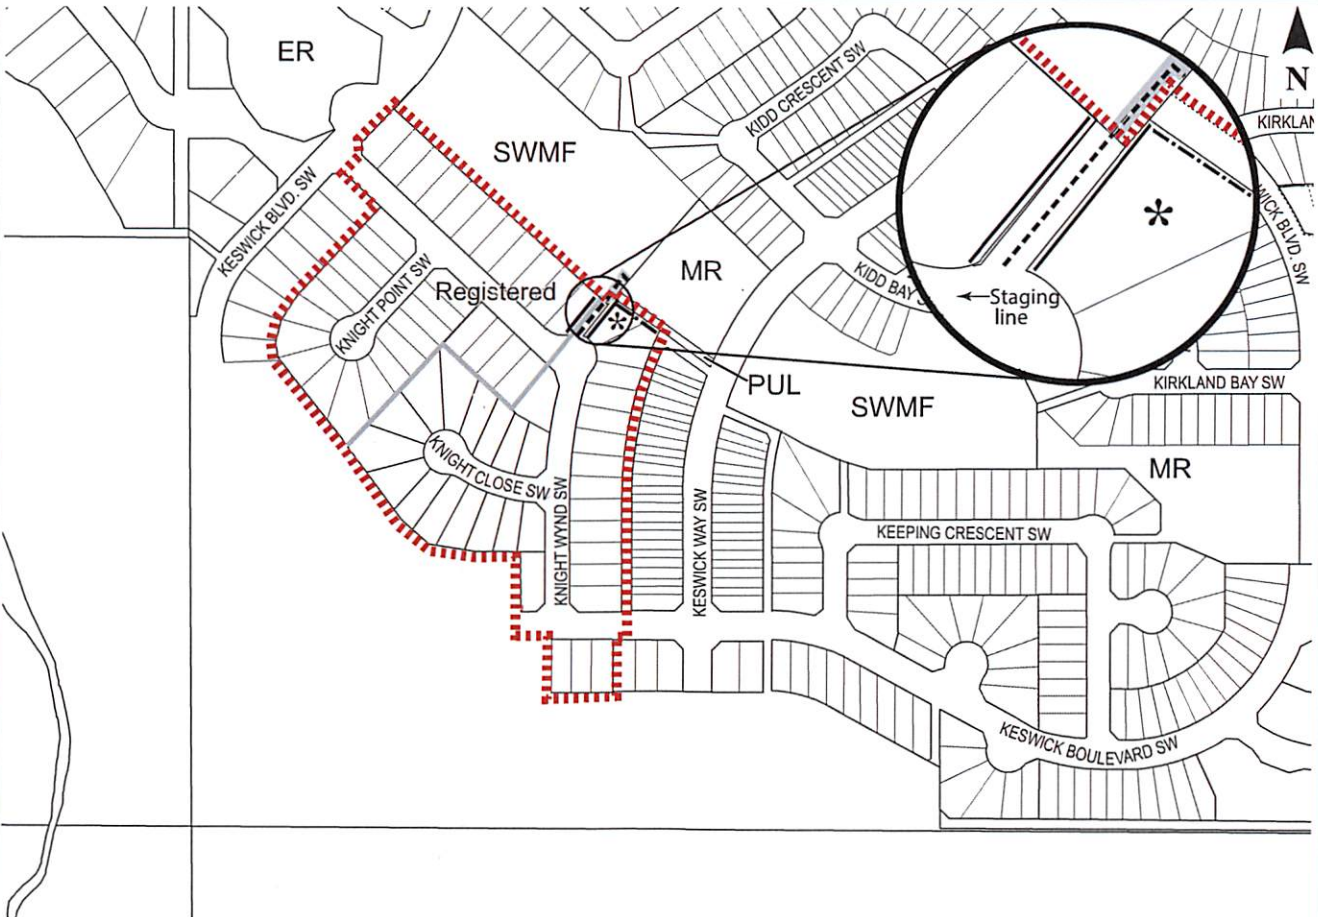 ER
SWMF
KIDD CRESCENT SW
N
KESWICK BLVD. SW
MR
KIDD BAY
KNIGHT POINT SW
Registered
*
*
←Staging
line
WICK BLVD. SW
KIRKLAN
PUL
SWMF
KIRKLAND BAY SW
MR
KNIGHT CLOSE SW
KNIGHT WYND SW
KESWICK WAY SW
KEEPING CRESCENT SW
KESWICK BOULEVARD SW